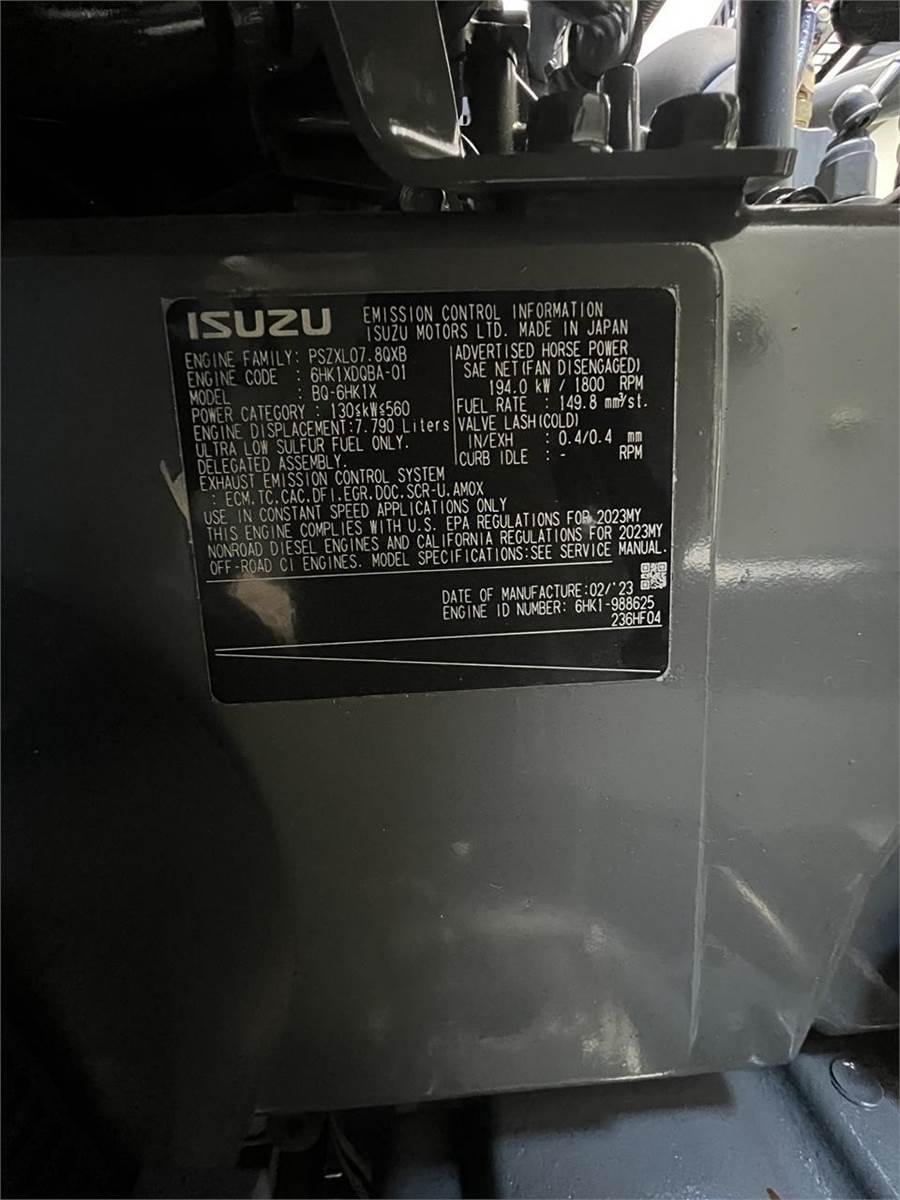 ISUZU
EMISSION CONTROL INFORMATION
ISUZU MOTORS LTD. MADE IN JAPAN
ENGINE FAMILY: PSZXL07.8QXB
ENGINE CODE : 6HK1XDQBA-01
MODEL : BQ-6HK1X
POWER CATEGORY : 130≤kW≤560
ENGINE DISPLACEMENT:7.790 Liters
ULTRA LOW SULFUR FUEL ONLY.
DELEGATED ASSEMBLY.
ADVERTISED HORSE POWER
SAE NET(FAN DISENGAGED)
194.0 kW / 1800 RPM
FUEL RATE : 149.8 mm³/st.
VALVE LASH(COLD)
IN/EXH : 0.4/0.4 mm
CURB IDLE : - RPM
EXHAUST EMISSION CONTROL SYSTEM
: ECM,TC,CAC,DFI,EGR,DOC,SCR-U,AMOX
USE IN CONSTANT SPEED APPLICATIONS ONLY
THIS ENGINE COMPLIES WITH U.S. EPA REGULATIONS FOR 2023MY
NONROAD DIESEL ENGINES AND CALIFORNIA REGULATIONS FOR 2023MY
OFF-ROAD CI ENGINES. MODEL SPECIFICATIONS:SEE SERVICE MANUAL.
DATE OF MANUFACTURE:02/'23
ENGINE ID NUMBER: 6HK1-988625
236HF04